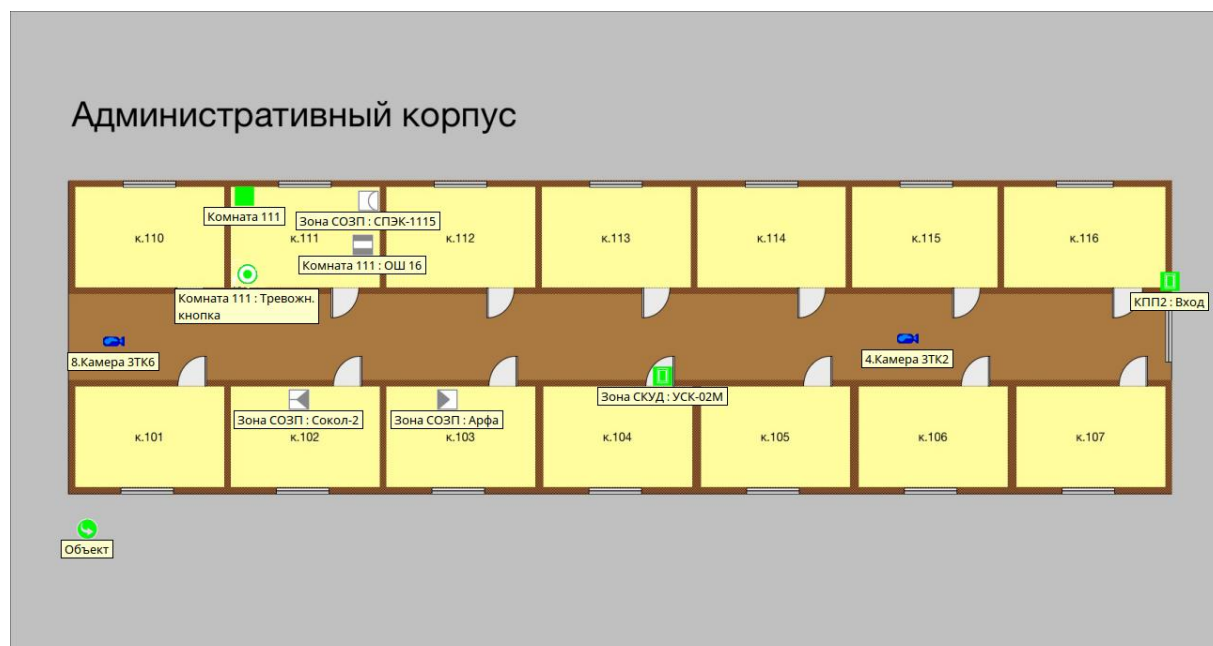 Административный корпус
Комната 111
Зона СОЗП : СПЭК-1115
к.110
к.111
к.112
к.113
к.114
к.115
к.116
Комната 111 : ОШ 16
Комната 111 : Тревожн.
кнопка
КПП2 : Вход
8.Камера ЗТК6
4.Камера ЗТК2
Зона СКУД : УСК-02М
Зона СОЗП : Сокол-2
Зона СОЗП : Арфа
к.101
к.102
к.103
к.104
к.105
к.106
к.107
Объект